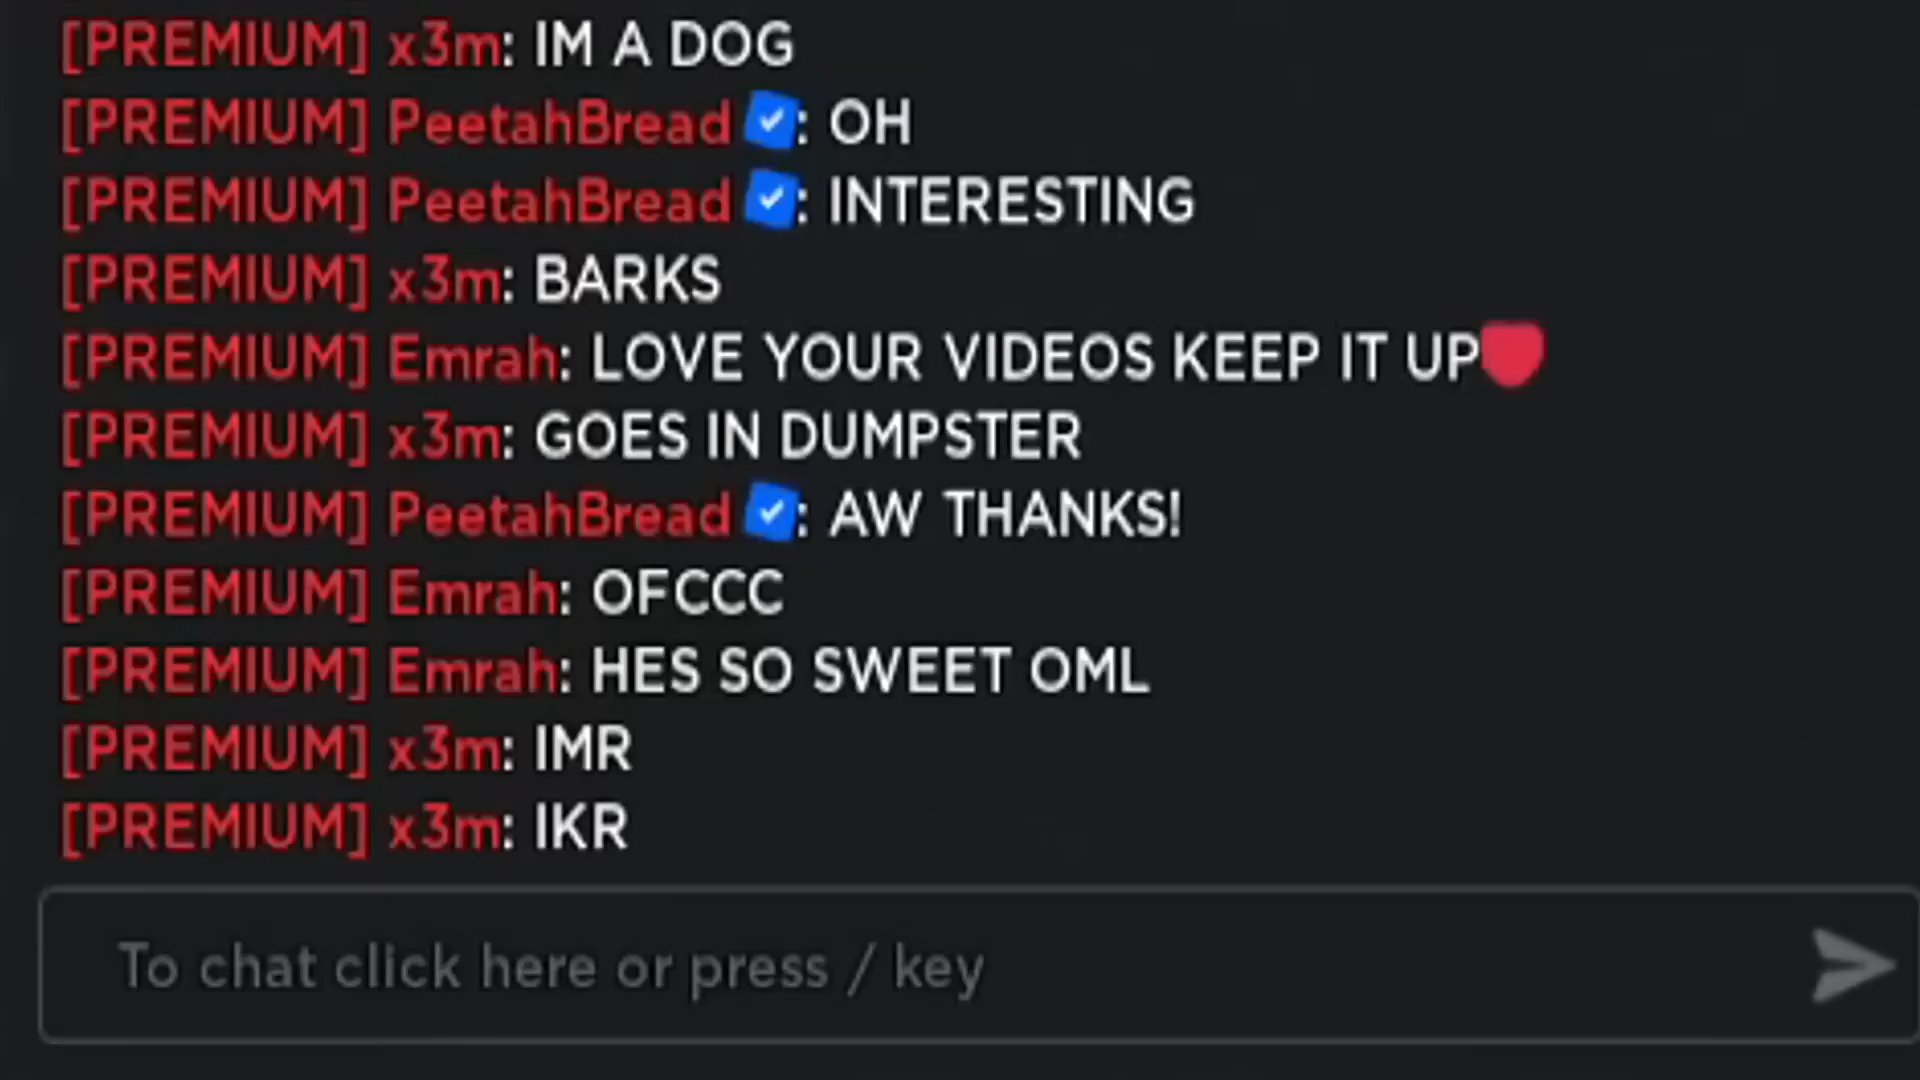 [PREMIUM] x3m: IM A DOG
[PREMIUM] PeetahBread ☑: OH
[PREMIUM] PeetahBread ☑: INTERESTING
[PREMIUM] x3m: BARKS
[PREMIUM] Emrah: LOVE YOUR VIDEOS KEEP IT UP❤
[PREMIUM] x3m: GOES IN DUMPSTER
[PREMIUM] PeetahBread ☑: AW THANKS!
[PREMIUM] Emrah: OFCCC
[PREMIUM] Emrah: HES SO SWEET OML
[PREMIUM] x3m: IMR
[PREMIUM] x3m: IKR
To chat click here or press / key